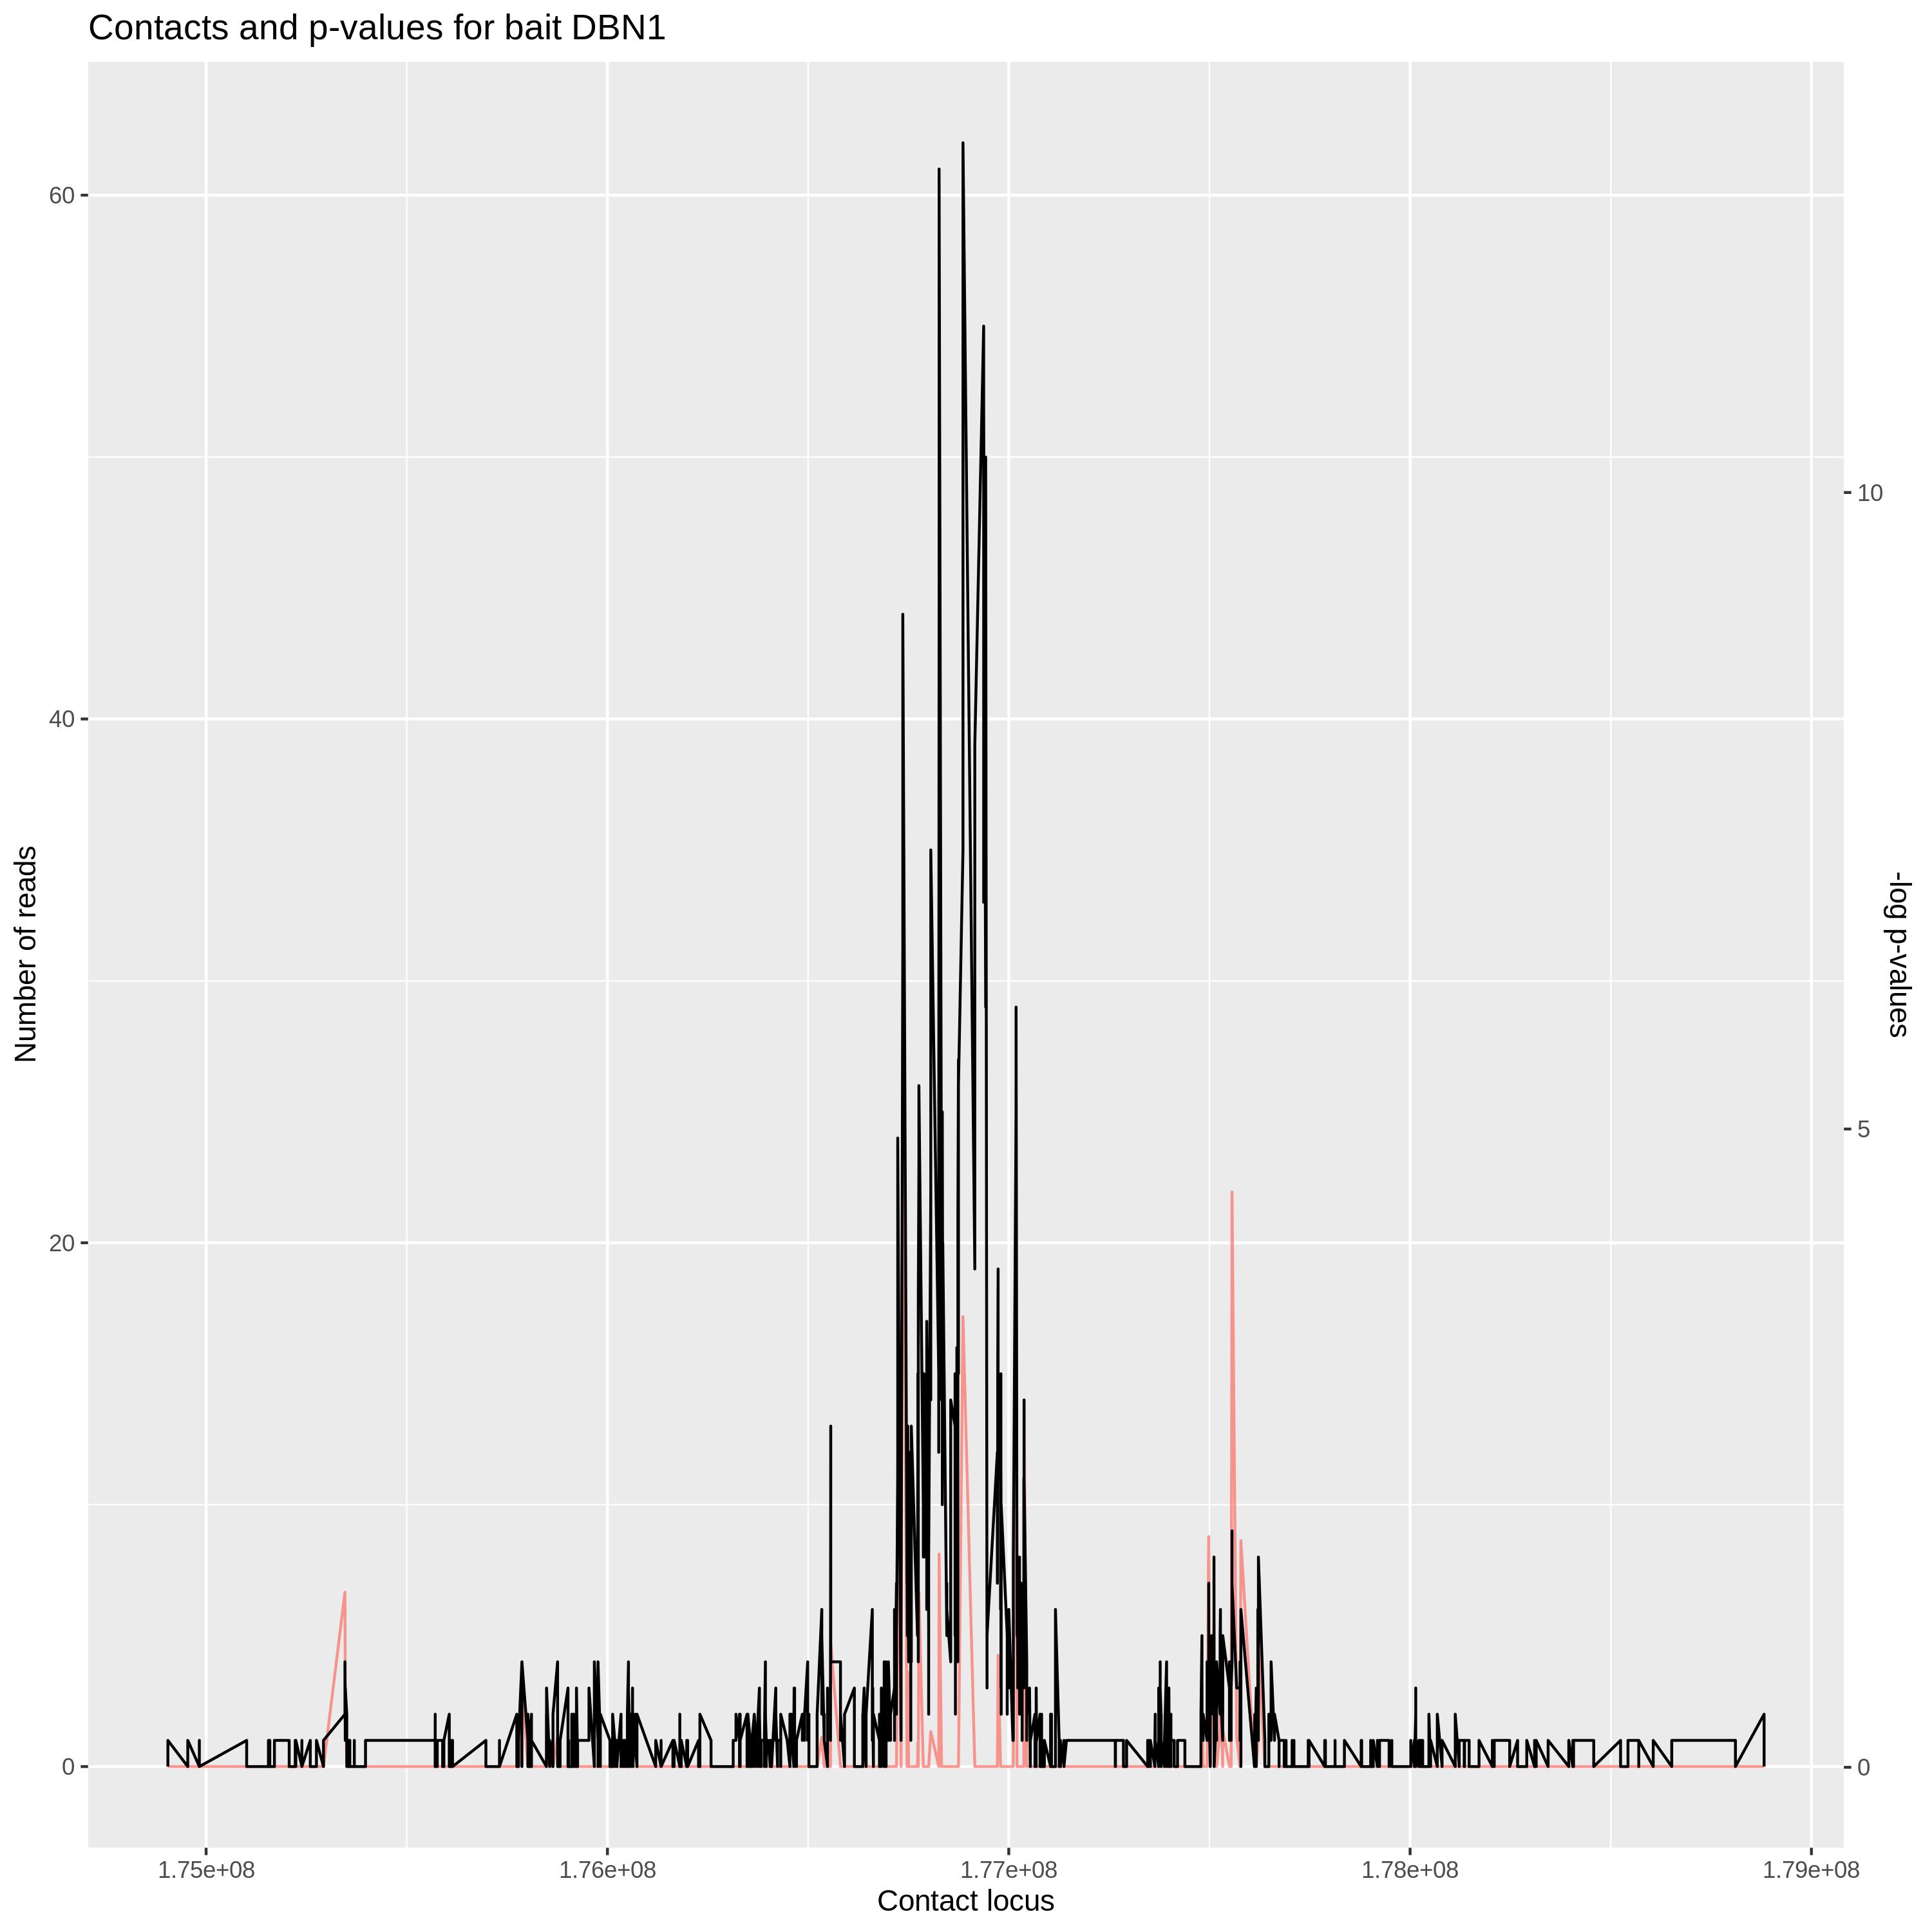 Contacts and p-values for bait DBN1
60
40
20
0
Number of reads
10
5
0
-log p-values
1.75e+08
1.76e+08
1.77e+08
1.78e+08
1.79e+08
Contact locus